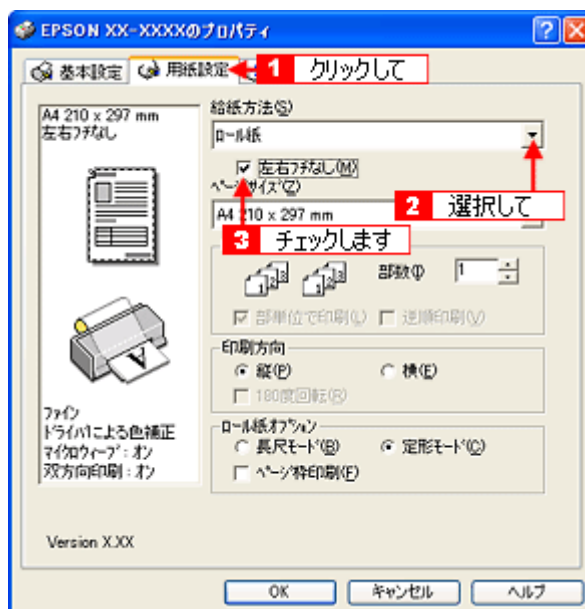 EPSON XX-XXXXのプロパティ
基本設定 用紙設定 1 クリックして
A4 210 x 297 mm
左右フチなし
給紙方法(S)
ロール紙
左右フチなし(M)
ページサイズ(Z)
A4 210 x 297 mm
2 選択して
3 チェックします
部数(I) 1
部単位で印刷(L) 逆順印刷(V)
印刷方向
縦(P) 横(E)
180度回転(R)
ロール紙オプション
長尺モード(B) 定形モード(C)
ページ枠印刷(F)
ファイン
ドライバによる色補正
マイクロウィーブ:オン
双方向印刷:オン
Version X.XX
OK キャンセル ヘルプ